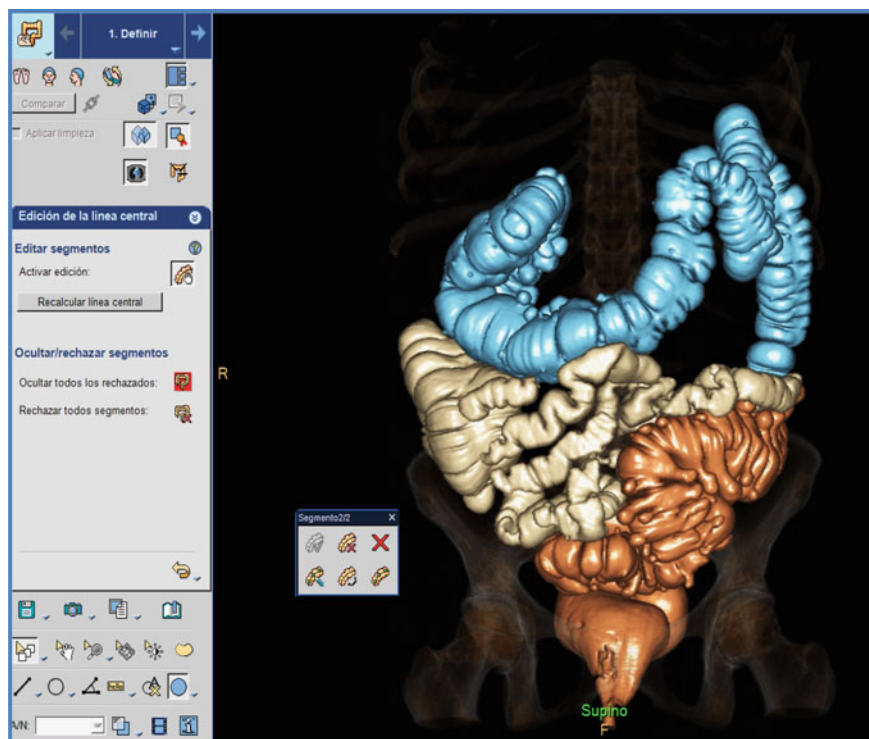 1. Definir
Comparar
Aplicar limpieza
Edición de la línea central
Editar segmentos
Activar edición:
Recalcular línea central
Ocultar/rechazar segmentos
Ocultar todos los rechazados:
Rechazar todos segmentos:
R
Segmento2/2
Supino
F